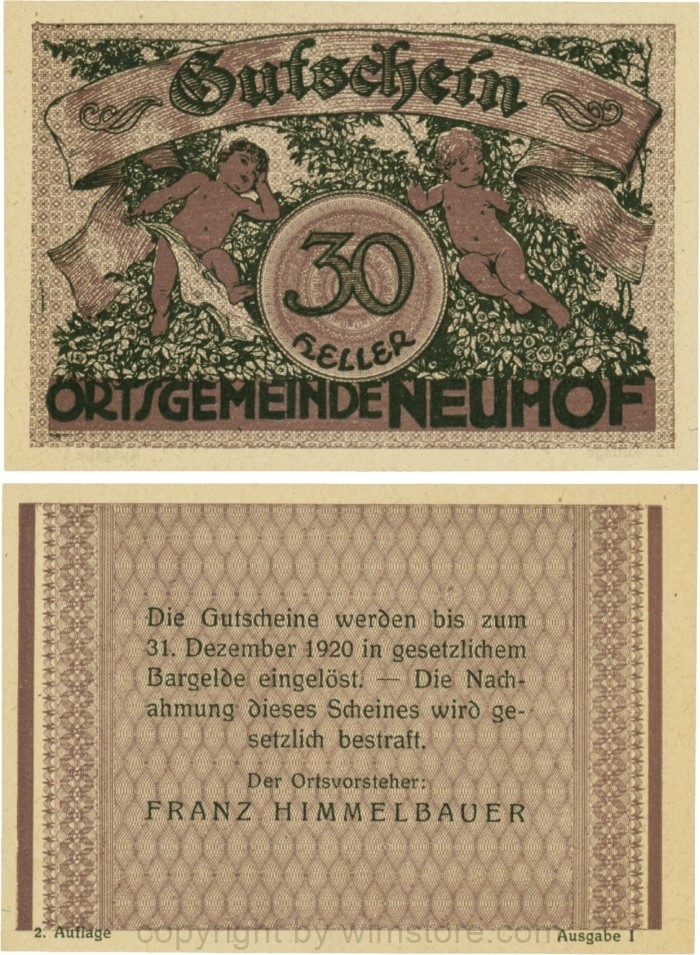 Gutschein
30
HELLER
ORTSGEMEINDE NEUHOF
Die Gutscheine werden bis zum
31. Dezember 1920 in gesetzlichem
Bargelde eingelöst. — Die Nach-
ahmung dieses Scheines wird ge-
setzlich bestraft.
Der Ortsvorsteher:
FRANZ HIMMELBAUER
2. Auflage
Ausgabe I
copyright by wimstore.com